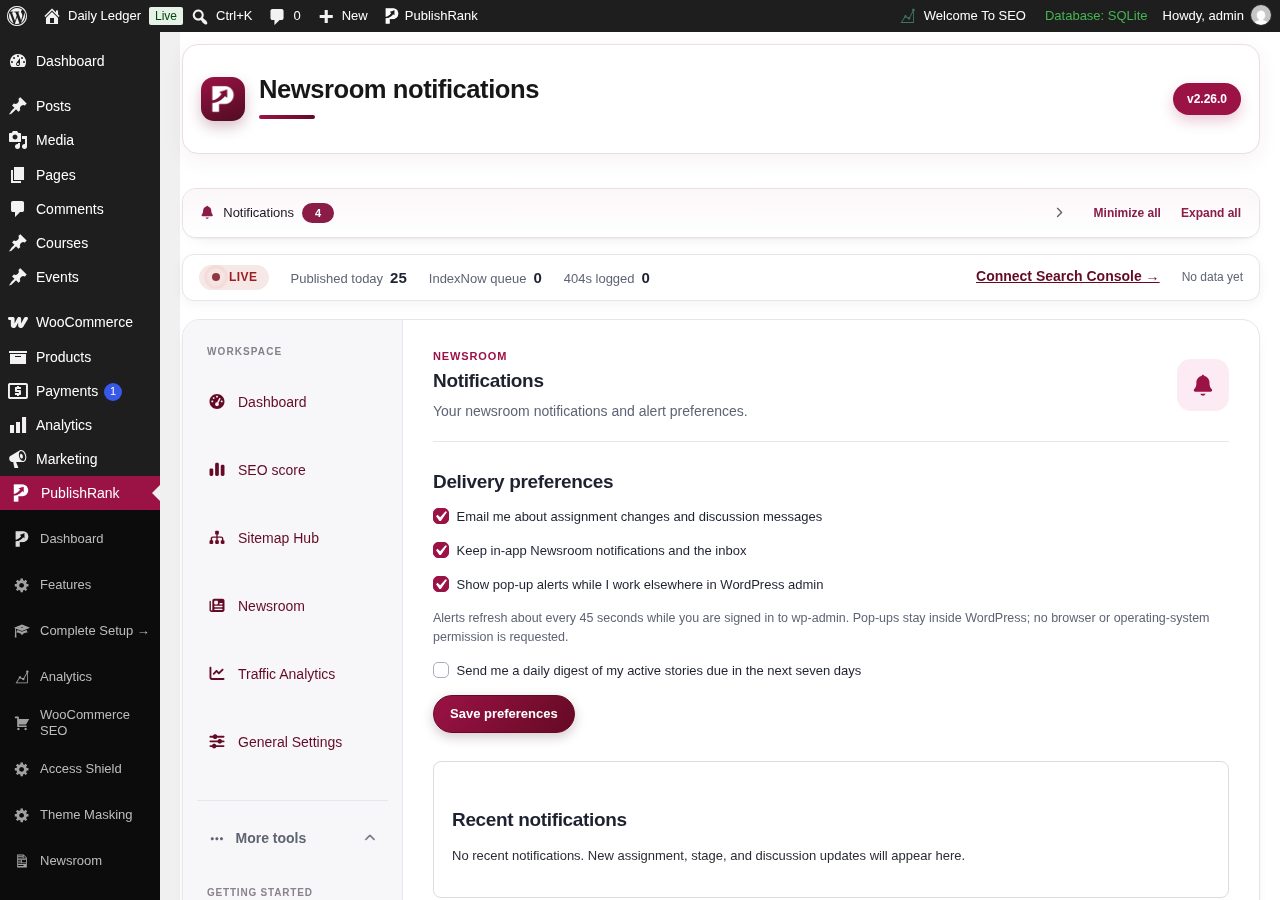 Daily Ledger Live Ctrl+K 0 New PublishRank Welcome To SEO Database: SQLite Howdy, admin
Dashboard
Posts
Media
Pages
Comments
Courses
Events
WooCommerce
Products
Payments 1
Analytics
Marketing
PublishRank
Dashboard
Features
Complete Setup →
Analytics
WooCommerce
SEO
Access Shield
Theme Masking
Newsroom
Newsroom notifications
v2.26.0
Notifications 4 Minimize all Expand all
LIVE Published today 25 IndexNow queue 0 404s logged 0 Connect Search Console → No data yet
WORKSPACE
Dashboard
SEO score
Sitemap Hub
Newsroom
Traffic Analytics
General Settings
More tools
GETTING STARTED
NEWSROOM
Notifications
Your newsroom notifications and alert preferences.
Delivery preferences
Email me about assignment changes and discussion messages
Keep in-app Newsroom notifications and the inbox
Show pop-up alerts while I work elsewhere in WordPress admin
Alerts refresh about every 45 seconds while you are signed in to wp-admin. Pop-ups stay inside WordPress; no browser or operating-system
permission is requested.
Send me a daily digest of my active stories due in the next seven days
Save preferences
Recent notifications
No recent notifications. New assignment, stage, and discussion updates will appear here.